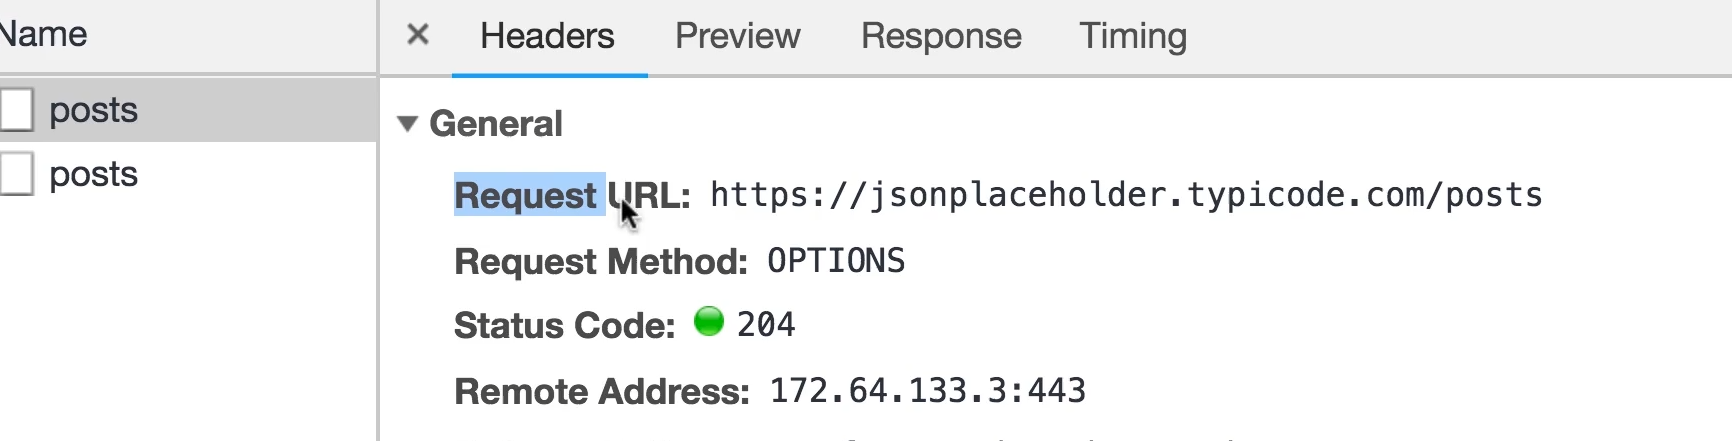 Name
× Headers Preview Response Timing
posts
posts
General
Request URL: https://jsonplaceholder.typicode.com/posts
Request Method: OPTIONS
Status Code: 204
Remote Address: 172.64.133.3:443